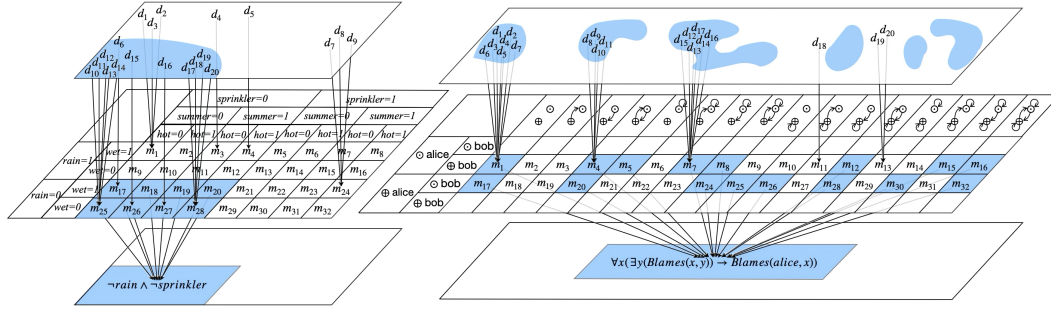 d1 d2
d3
d4
d5
d6
d7
d8
d9
d10
d11
d12
d13
d14
d15
d16
d17
d18
d19
d20
sprinkler=0 sprinkler=1
summer=0 summer=1 summer=0 summer=1
hot=0 hot=1 hot=0 hot=1 hot=0 hot=1 hot=0 hot=1
rain=1 wet=1 m1 m2 m3 m4 m5 m6 m7 m8
wet=0 m9 m10 m11 m12 m13 m14 m15 m16
rain=0 wet=1 m17 m18 m19 m20 m21 m22 m23 m24
wet=0 m25 m26 m27 m28 m29 m30 m31 m32
¬rain ∧ ¬sprinkler
d1 d2
d3
d4
d5
d6
d7
d8 d9
d10
d11
d12
d13
d14
d15
d16
d17
d18
d19
d20
⊙ alice ⊙ bob m1 m2 m3 m4 m5 m6 m7 m8 m9 m10 m11 m12 m13 m14 m15 m16
⊕ bob
⊕ alice ⊙ bob m17 m18 m19 m20 m21 m22 m23 m24 m25 m26 m27 m28 m29 m30 m31 m32
⊕ bob
∀x(∃y(Blames(x, y)) → Blames(alice, x))